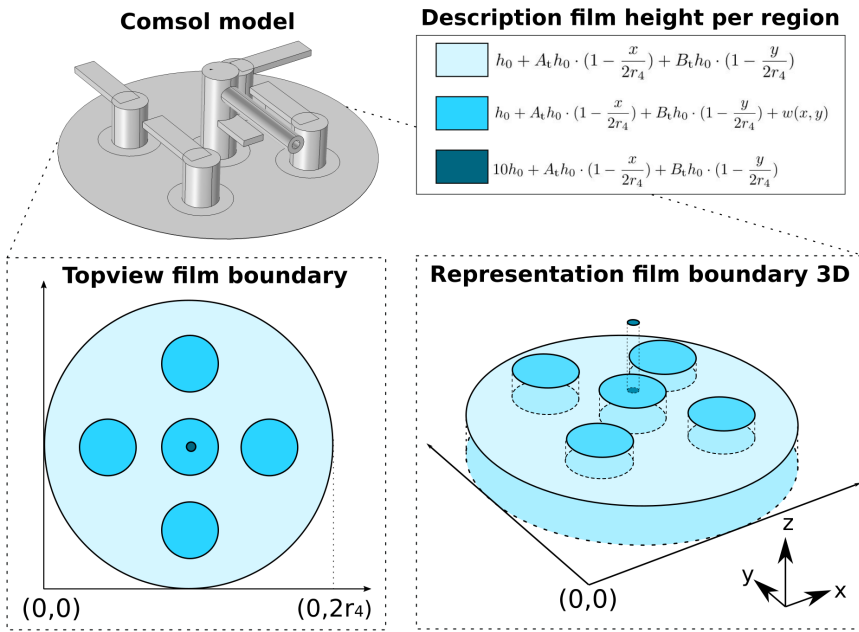 Comsol model
Description film height per region
h₀ + Aₜh₀ · (1 − x/2r₄) + Bₜh₀ · (1 − y/2r₄)
h₀ + Aₜh₀ · (1 − x/2r₄) + Bₜh₀ · (1 − y/2r₄) + w(x, y)
10h₀ + Aₜh₀ · (1 − x/2r₄) + Bₜh₀ · (1 − y/2r₄)
Topview film boundary
(0,0)
(0,2r₄)
Representation film boundary 3D
(0,0)
z
y
x